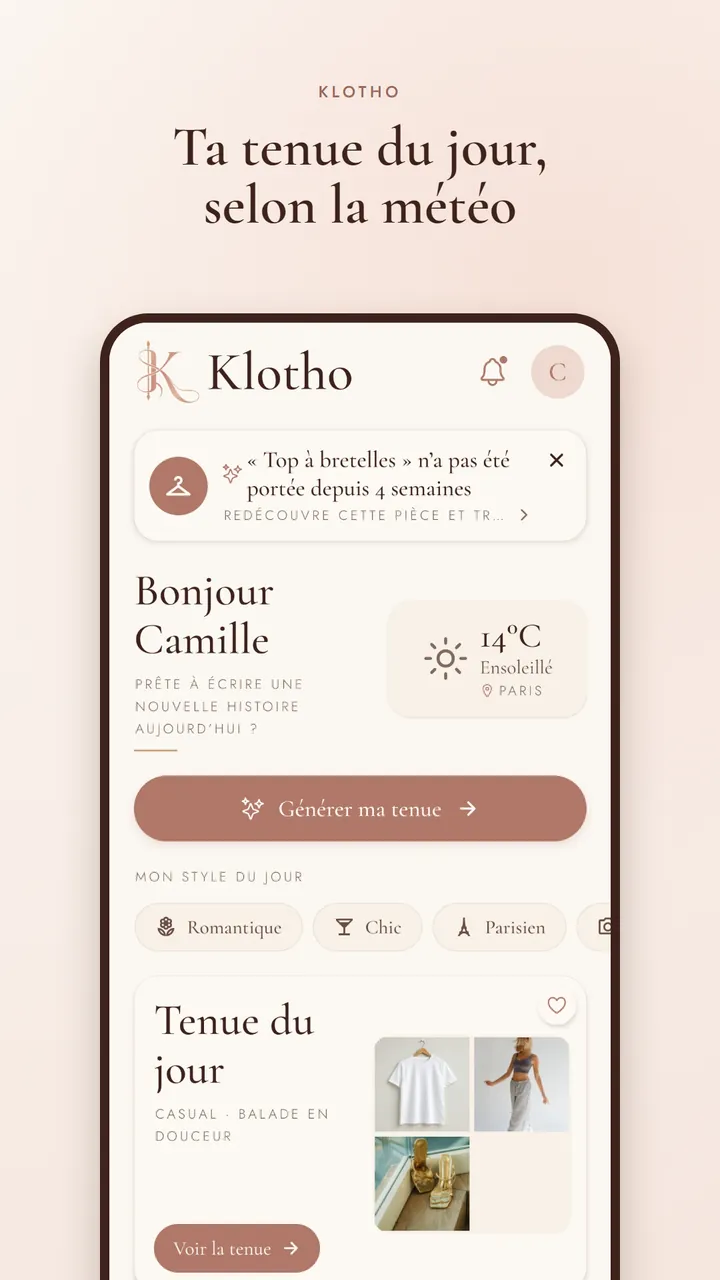 KLOTHO
Ta tenue du jour,
selon la météo
Klotho
C
« Top à bretelles » n’a pas été
portée depuis 4 semaines
REDÉCOUVRE CETTE PIÈCE ET TR...
Bonjour
Camille
PRÊTE À ÉCRIRE UNE
NOUVELLE HISTOIRE
AUJOURD’HUI ?
14°C
Ensoleillé
PARIS
Générer ma tenue
MON STYLE DU JOUR
Romantique
Chic
Parisien
Tenue du
jour
CASUAL · BALADE EN
DOUCEUR
Voir la tenue